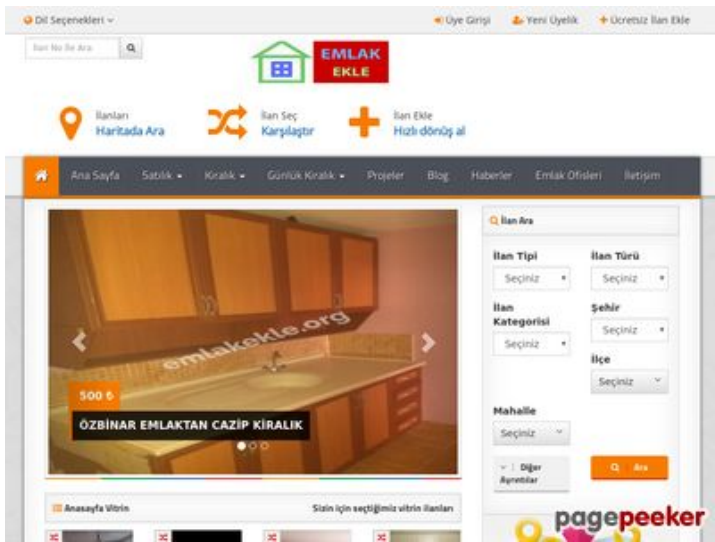 Dil Seçenekleri
Üye Girişi
Yeni Üyelik
Ücretsiz İlan Ekle
İlan No İle Ara
EMLAK
EKLE
İlanları
Haritada Ara
İlan Seç
Karşılaştır
İlan Ekle
Hızlı dönüş al
Ana Sayfa
Satılık
Kiralık
Günlük Kiralık
Projeler
Blog
Haberler
Emlak Ofisleri
İletişim
emlakekle.org
500 ₺
ÖZBİNAR EMLAKTAN CAZİP KİRALIK
İlan Ara
İlan Tipi
İlan Türü
Seçiniz
Seçiniz
İlan
Kategorisi
Şehir
Seçiniz
Seçiniz
İlçe
Seçiniz
Mahalle
Seçiniz
Diğer
Ayrıntılar
Ara
Anasayfa Vitrin
Sizin için seçtiğimiz vitrin ilanları
pagepeeker